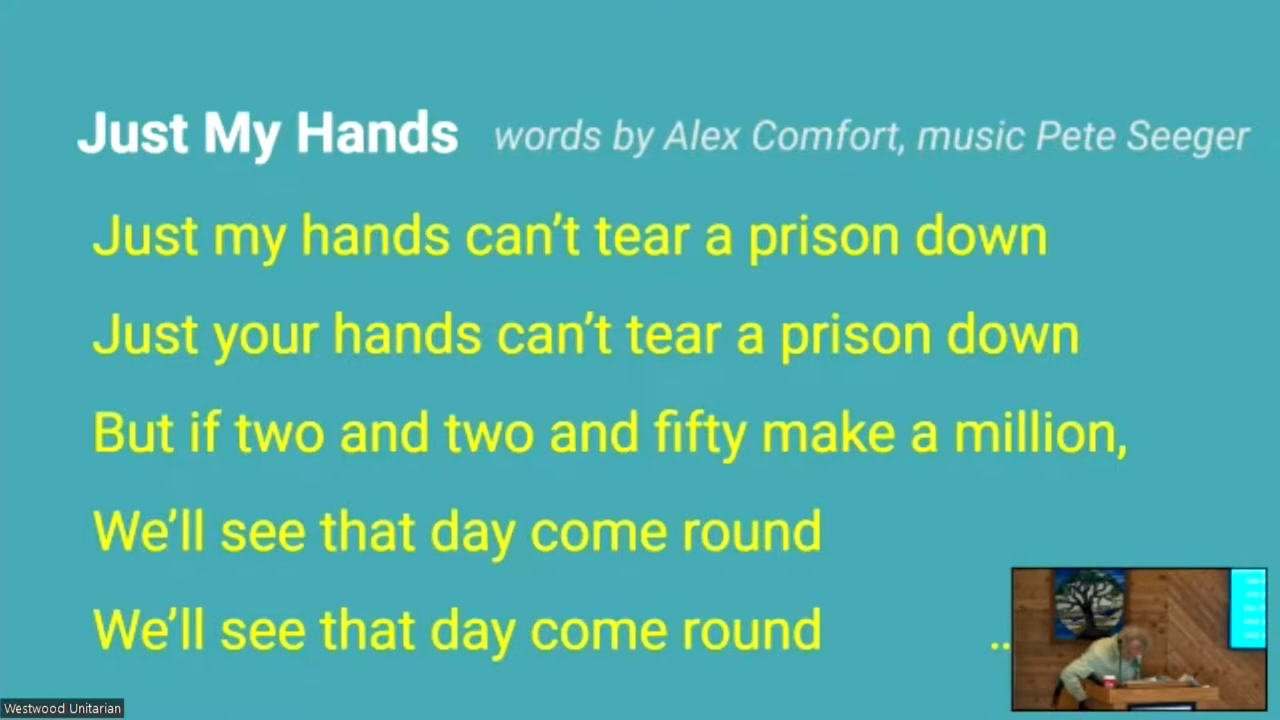 Just My Hands words by Alex Comfort, music Pete Seeger
Just my hands can’t tear a prison down
Just your hands can’t tear a prison down
But if two and two and fifty make a million,
We’ll see that day come round
We’ll see that day come round ..
Westwood Unitarian